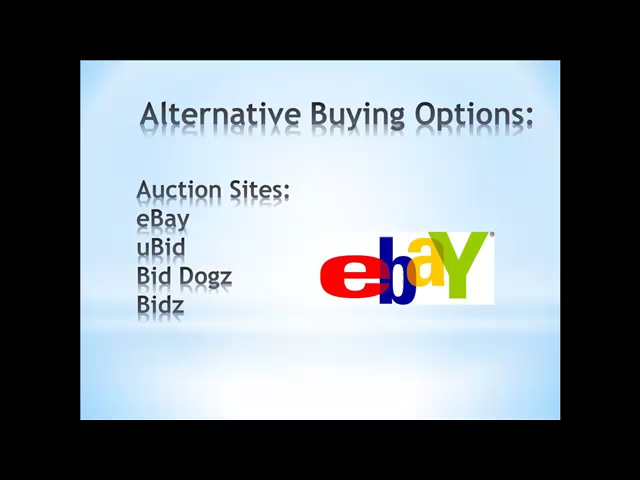 Alternative Buying Options:
Auction Sites:
eBay
uBid
Bid Dogz
Bidz
ebaY®